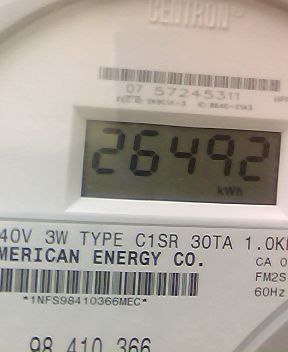 CENTRON
07 57245311
26492
kWh
40V 3W TYPE C1SR 30TA 1.0K
MERICAN ENERGY CO.
CA 0
FM2S
*1NFS98410366MEC*
60Hz
98 410 366